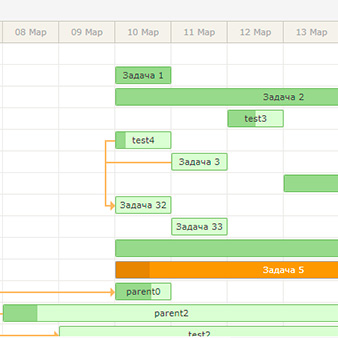 08 Мар 09 Мар 10 Мар 11 Мар 12 Мар 13 Мар
Задача 1
Задача 2
test3
test4
Задача 3
Задача 32
Задача 33
Задача 5
parent0
parent2
test2